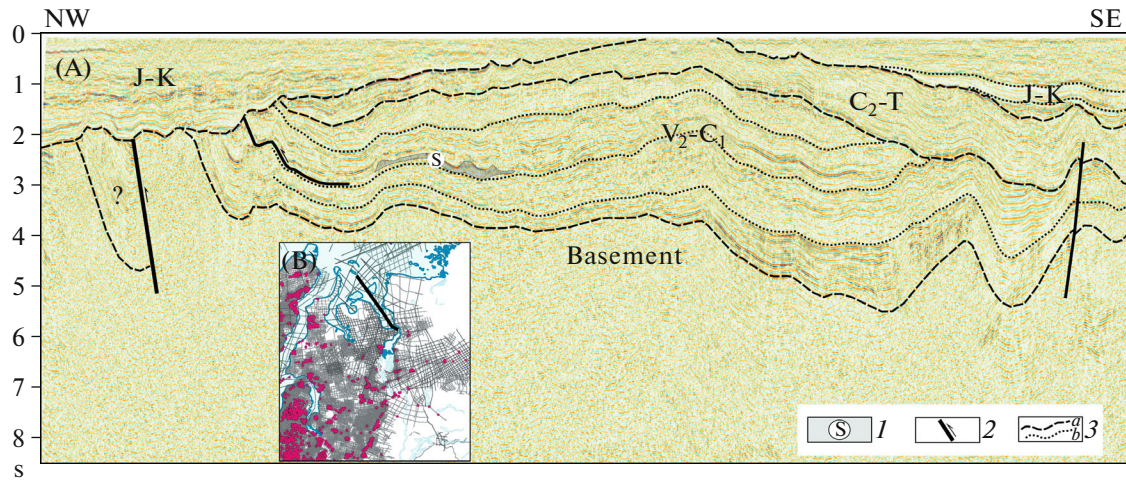 NW SE
0
(A)
1
J-K
J-K
C₂-T
2
V₂-C₁
S
3
?
4
(B)
Basement
5
6
7
S 1 2 a b 3
8
s